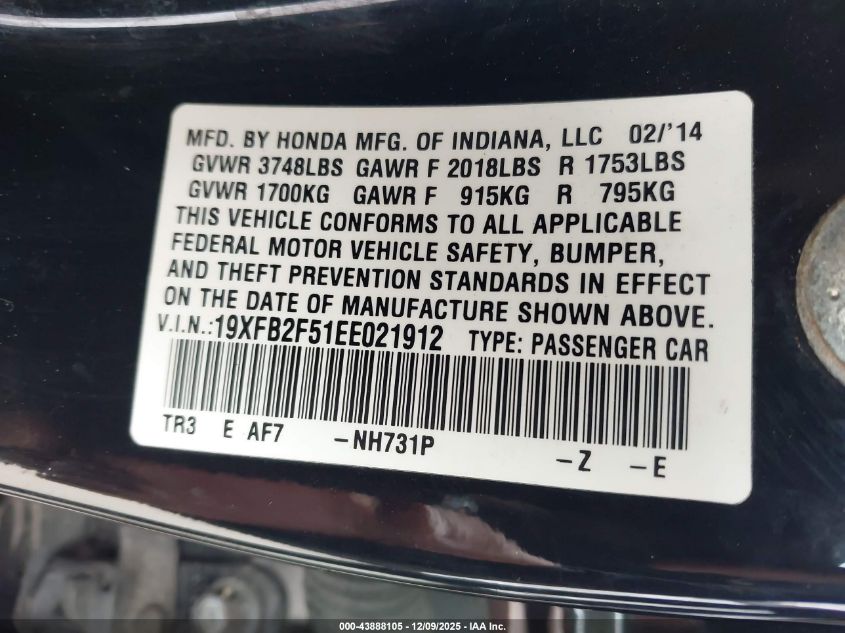 MFD. BY HONDA MFG. OF INDIANA, LLC 02/'14
GVWR 3748LBS GAWR F 2018LBS R 1753LBS
GVWR 1700KG GAWR F 915KG R 795KG
THIS VEHICLE CONFORMS TO ALL APPLICABLE
FEDERAL MOTOR VEHICLE SAFETY, BUMPER,
AND THEFT PREVENTION STANDARDS IN EFFECT
ON THE DATE OF MANUFACTURE SHOWN ABOVE.
V.I.N.:19XFB2F51EE021912 TYPE: PASSENGER CAR
TR3 E AF7 -NH731P -Z -E
000-43888105 - 12/09/2025 - IAA Inc.